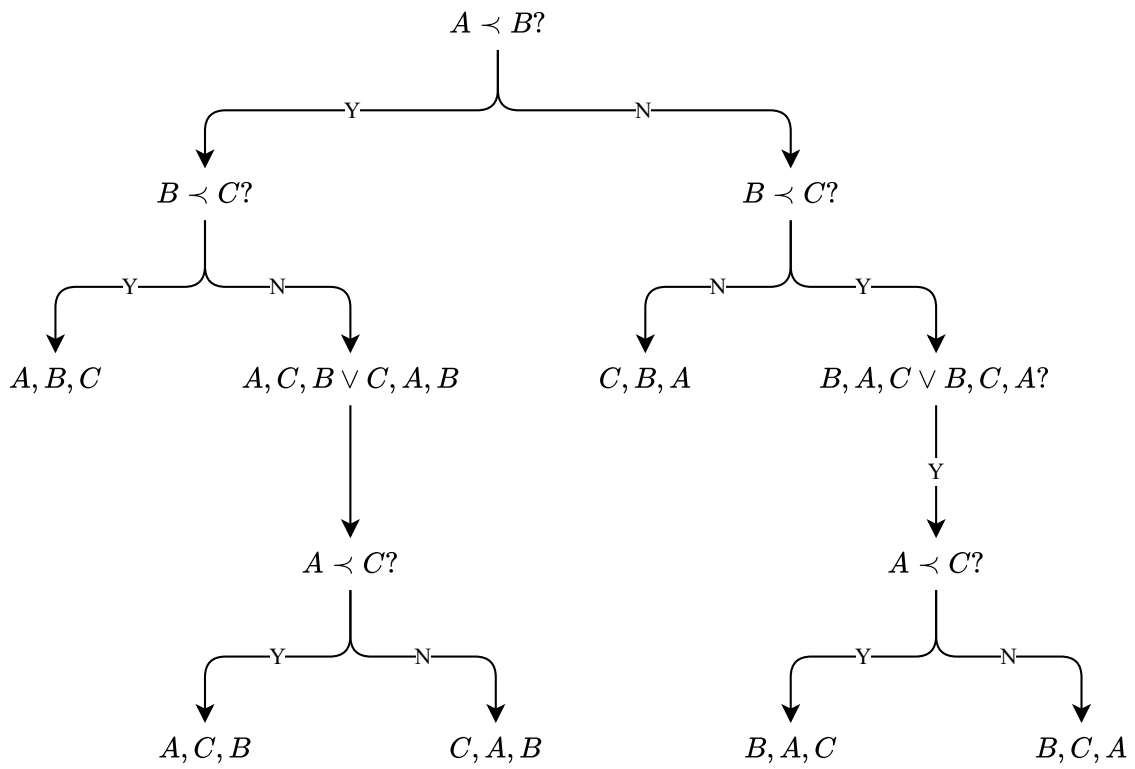 A ≺ B?
Y N
B ≺ C? B ≺ C?
Y N N Y
A, B, C A, C, B ∨ C, A, B C, B, A B, A, C ∨ B, C, A?
Y
A ≺ C? A ≺ C?
Y N Y N
A, C, B C, A, B B, A, C B, C, A